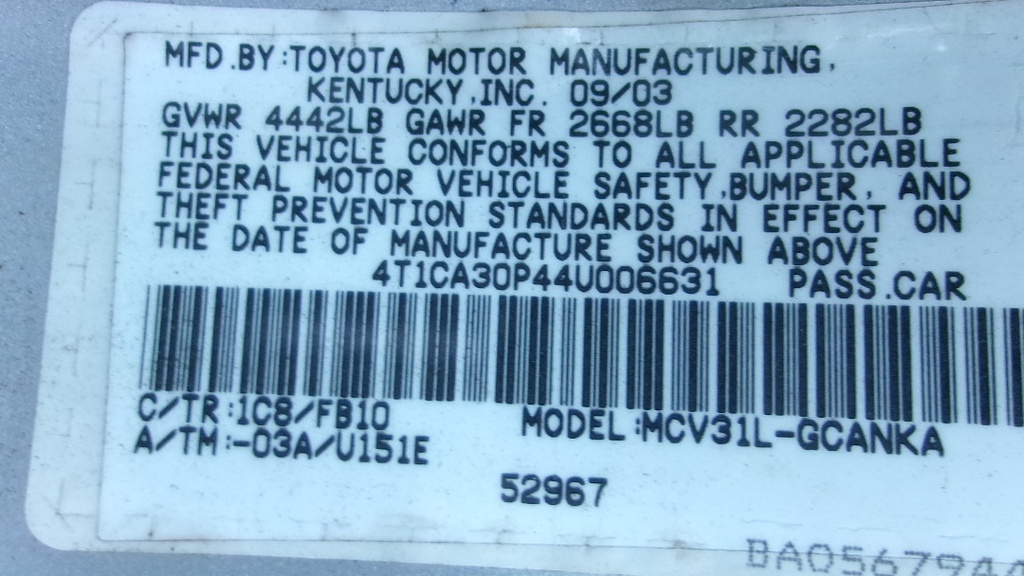 MFD.BY:TOYOTA MOTOR MANUFACTURING,
KENTUCKY,INC. 09/03
GVWR 4442LB GAWR FR 2668LB RR 2282LB
THIS VEHICLE CONFORMS TO ALL APPLICABLE
FEDERAL MOTOR VEHICLE SAFETY,BUMPER, AND
THEFT PREVENTION STANDARDS IN EFFECT ON
THE DATE OF MANUFACTURE SHOWN ABOVE
4T1CA30P44U006631 PASS.CAR
C/TR:1C8/FB10 MODEL:MCV31L-GCANKA
A/TM:-03A/U151E
52967